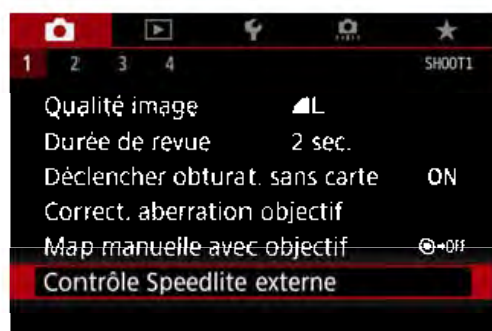 1 2 3 4 SHOOT1
Qualité image L
Durée de revue 2 sec.
Déclencher obturat. sans carte ON
Correct. aberration objectif
Map manuelle avec objectif OFF
Contrôle Speedlite externe